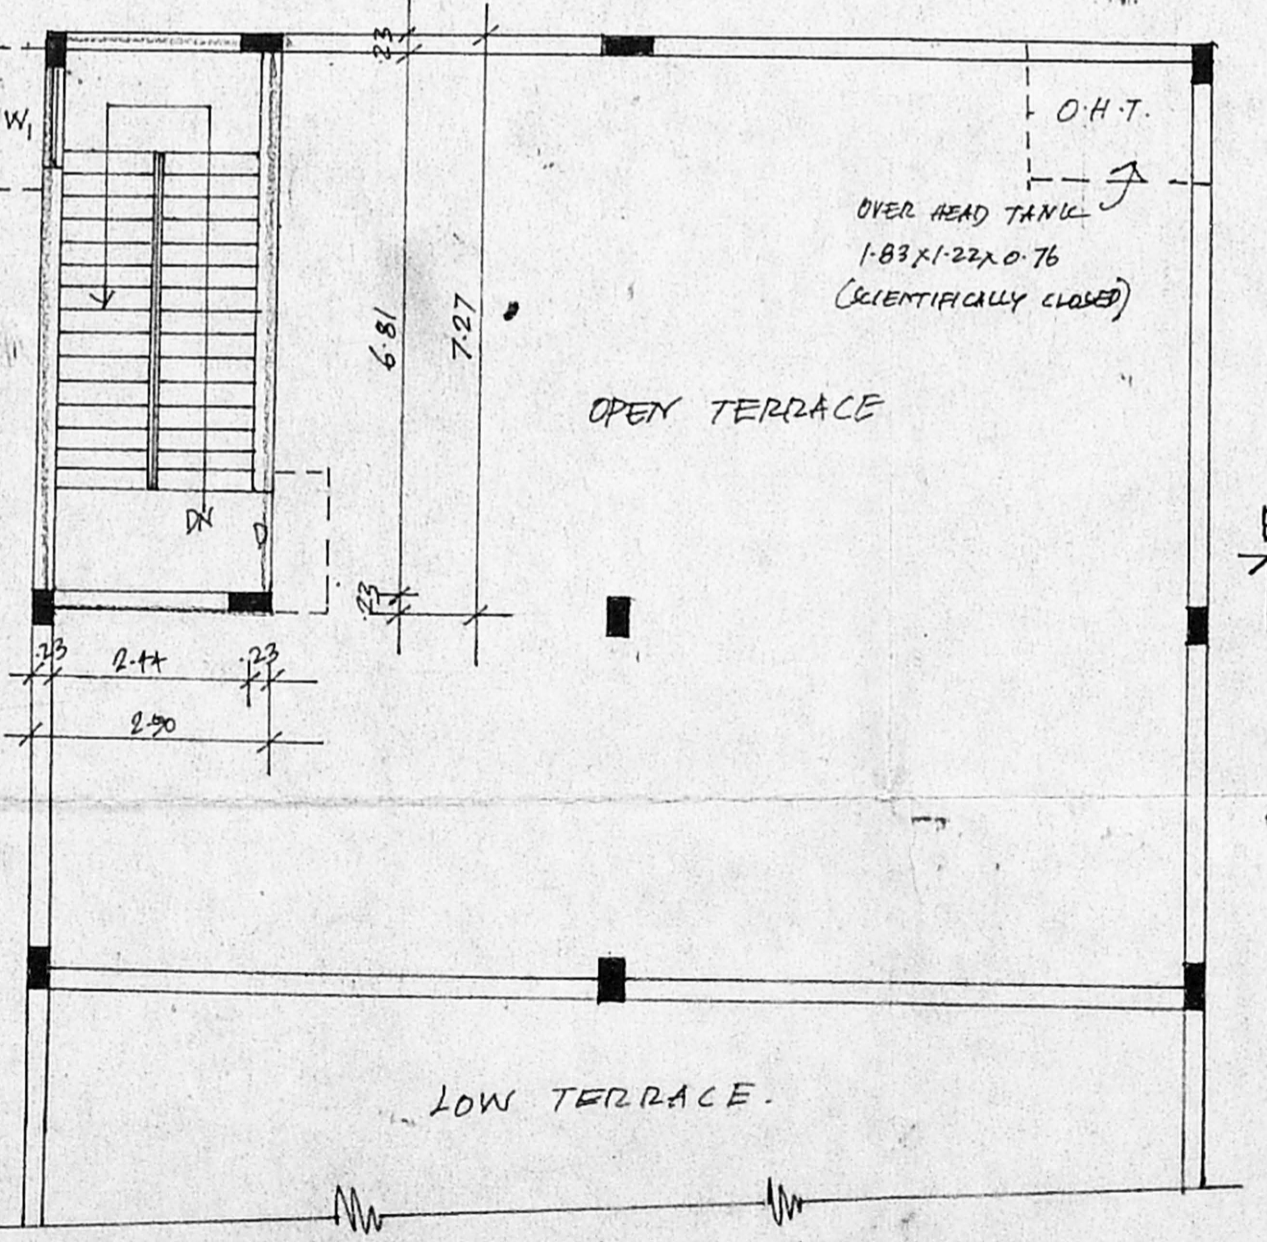 .23
W1
O.H.T.
OVER HEAD TANK
1.83x1.22x0.76
(SCIENTIFICALLY CLOSED)
6.81
7.27
OPEN TERRACE
DN
D
.23
.23
2.44
.23
2.90
LOW TERRACE.